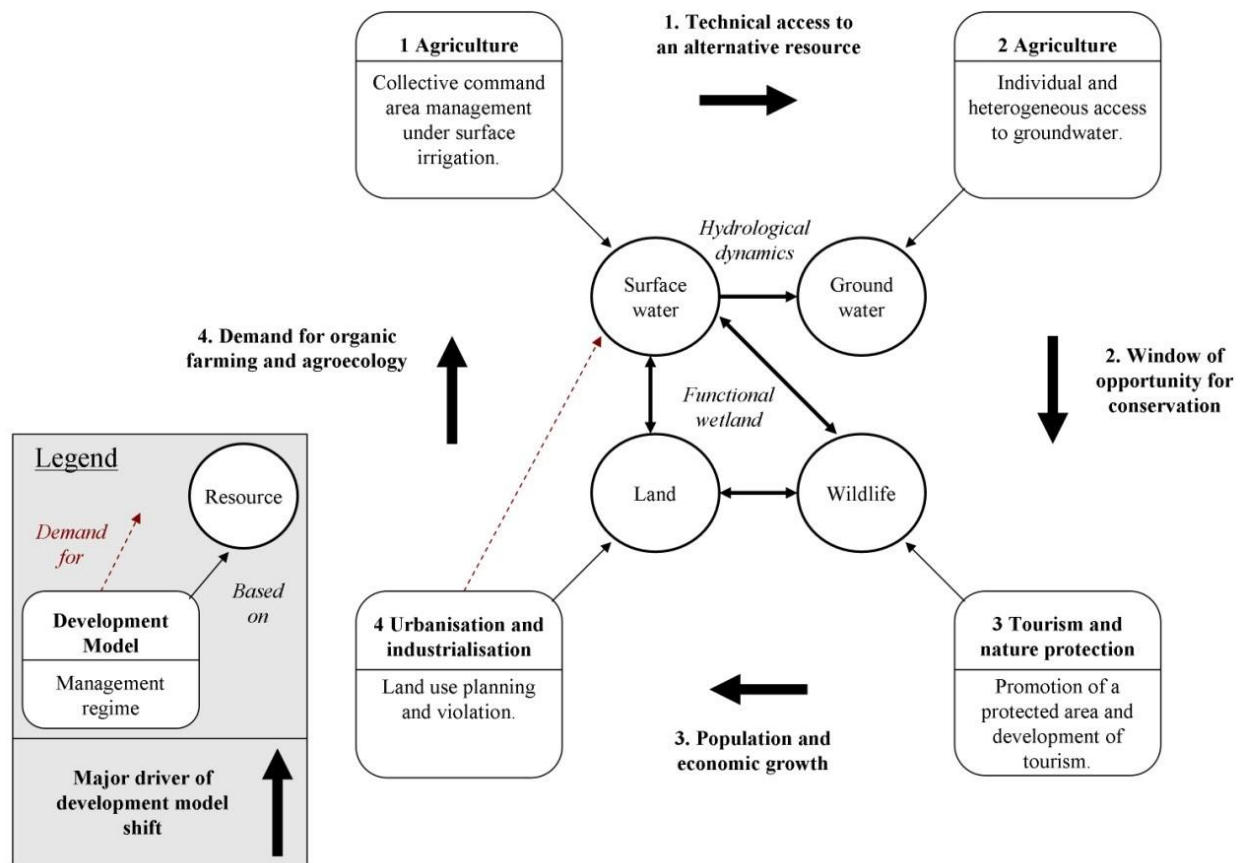 1. Technical access to
an alternative resource
1 Agriculture
Collective command
area management
under surface
irrigation.
2 Agriculture
Individual and
heterogeneous access
to groundwater.
Hydrological
dynamics
Surface
water
Ground
water
4. Demand for organic
farming and agroecology
2. Window of
opportunity for
conservation
Functional
wetland
Land
Wildlife
Legend
Resource
Demand
for
Based
on
Development
Model
Management
regime
Major driver of
development model
shift
4 Urbanisation and
industrialisation
Land use planning
and violation.
3. Population and
economic growth
3 Tourism and
nature protection
Promotion of a
protected area and
development of
tourism.